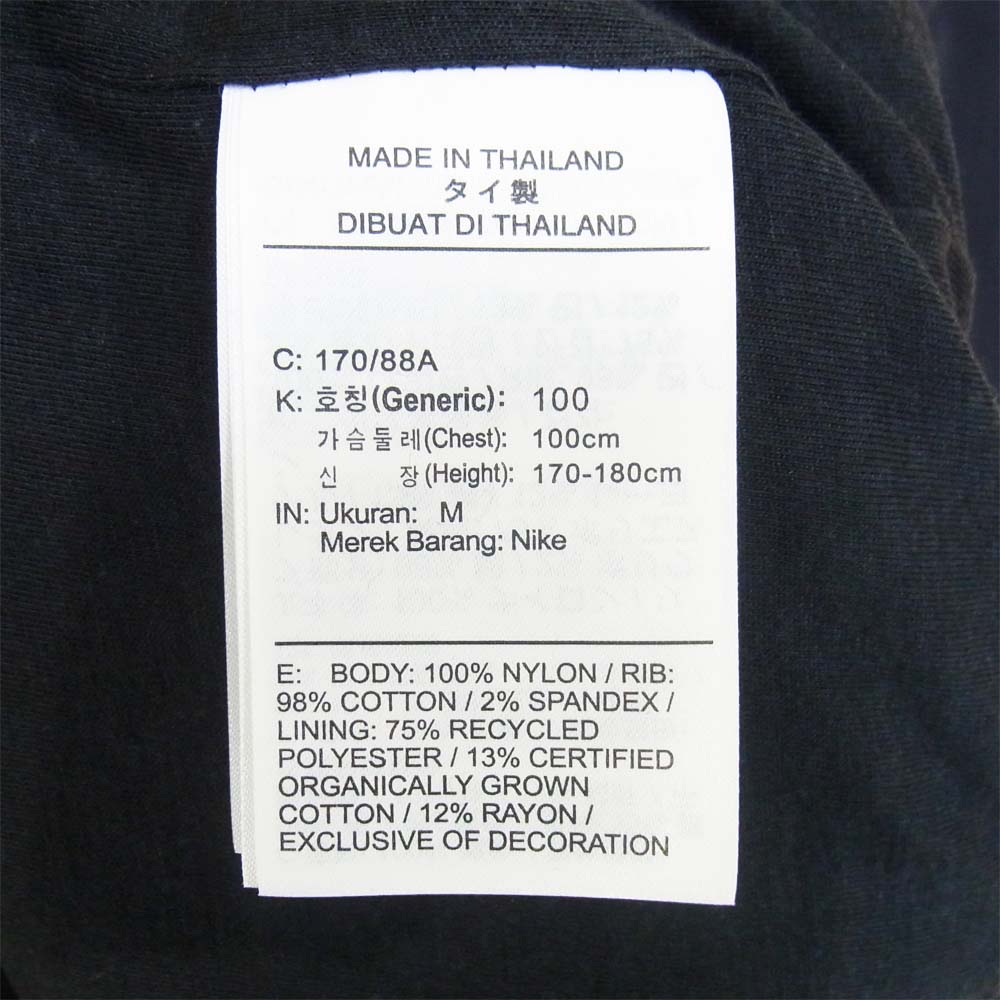 MADE IN THAILAND
タイ製
DIBUAT DI THAILAND
C: 170/88A
K: 호칭(Generic): 100
가슴둘레(Chest): 100cm
신 장(Height): 170-180cm
IN: Ukuran: M
Merek Barang: Nike
E: BODY: 100% NYLON / RIB:
98% COTTON / 2% SPANDEX /
LINING: 75% RECYCLED
POLYESTER / 13% CERTIFIED
ORGANICALLY GROWN
COTTON / 12% RAYON /
EXCLUSIVE OF DECORATION